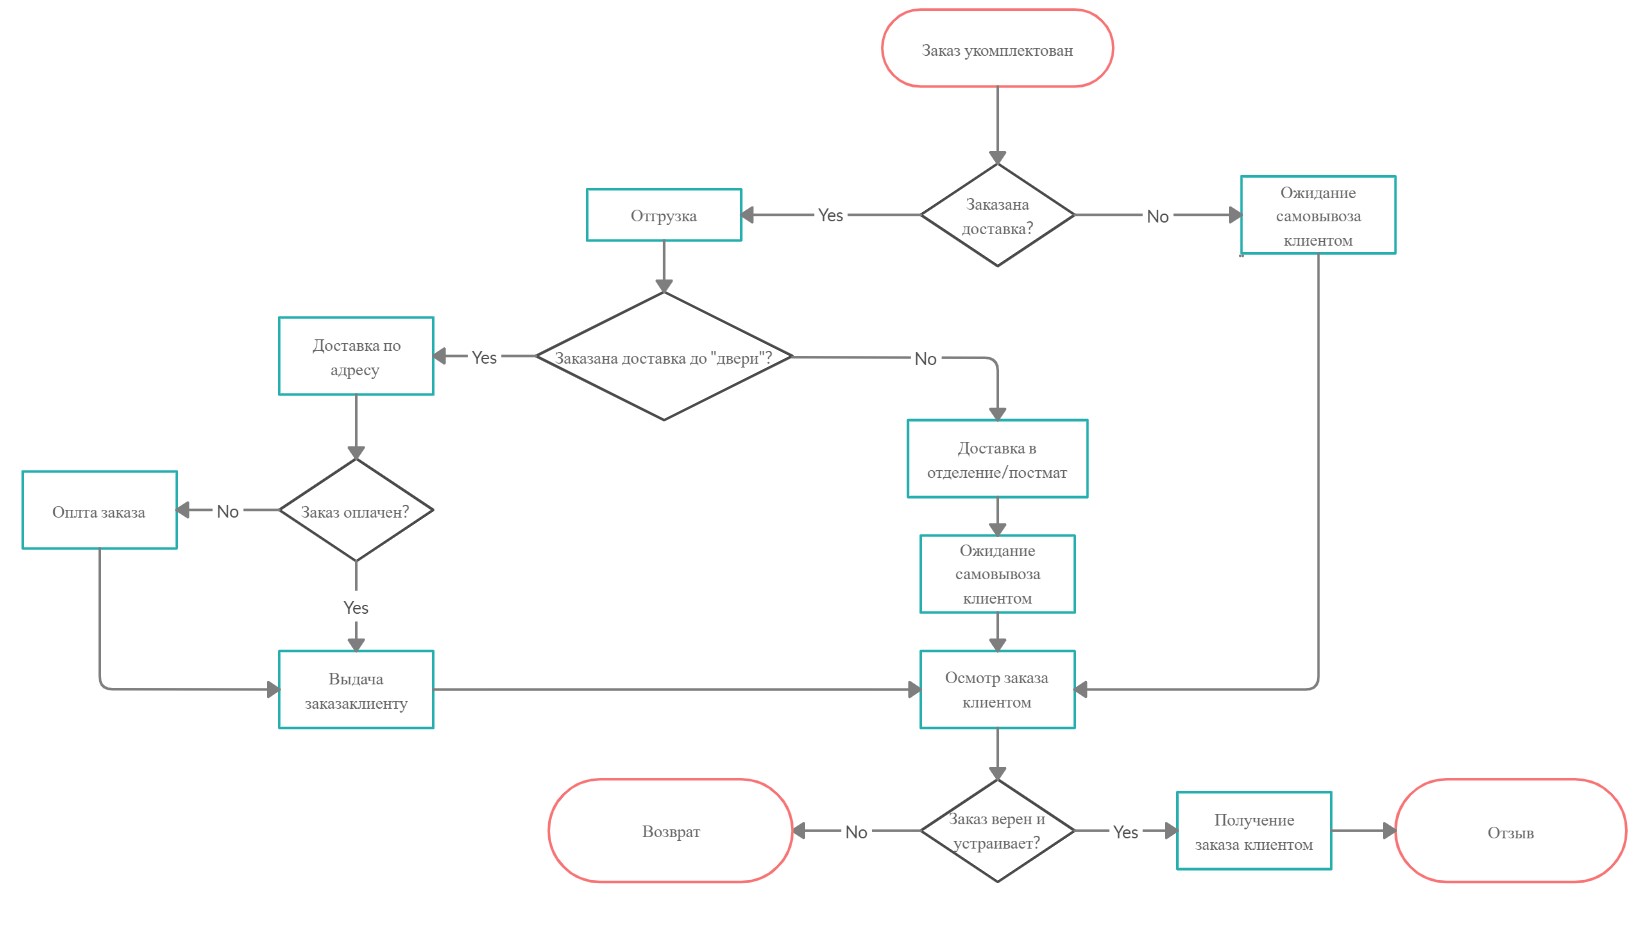 Заказ укомплектован
Заказана
доставка?
Yes
No
Отгрузка
Ожидание
самовывоза
клиентом
Заказана доставка до "двери"?
Yes
No
Доставка по
адресу
Доставка в
отделение/постмат
Заказ оплачен?
No
Оплта заказа
Yes
Ожидание
самовывоза
клиентом
Выдача
заказаклиенту
Осмотр заказа
клиентом
Заказ верен и
устраивает?
No
Возврат
Yes
Получение
заказа клиентом
Отзыв